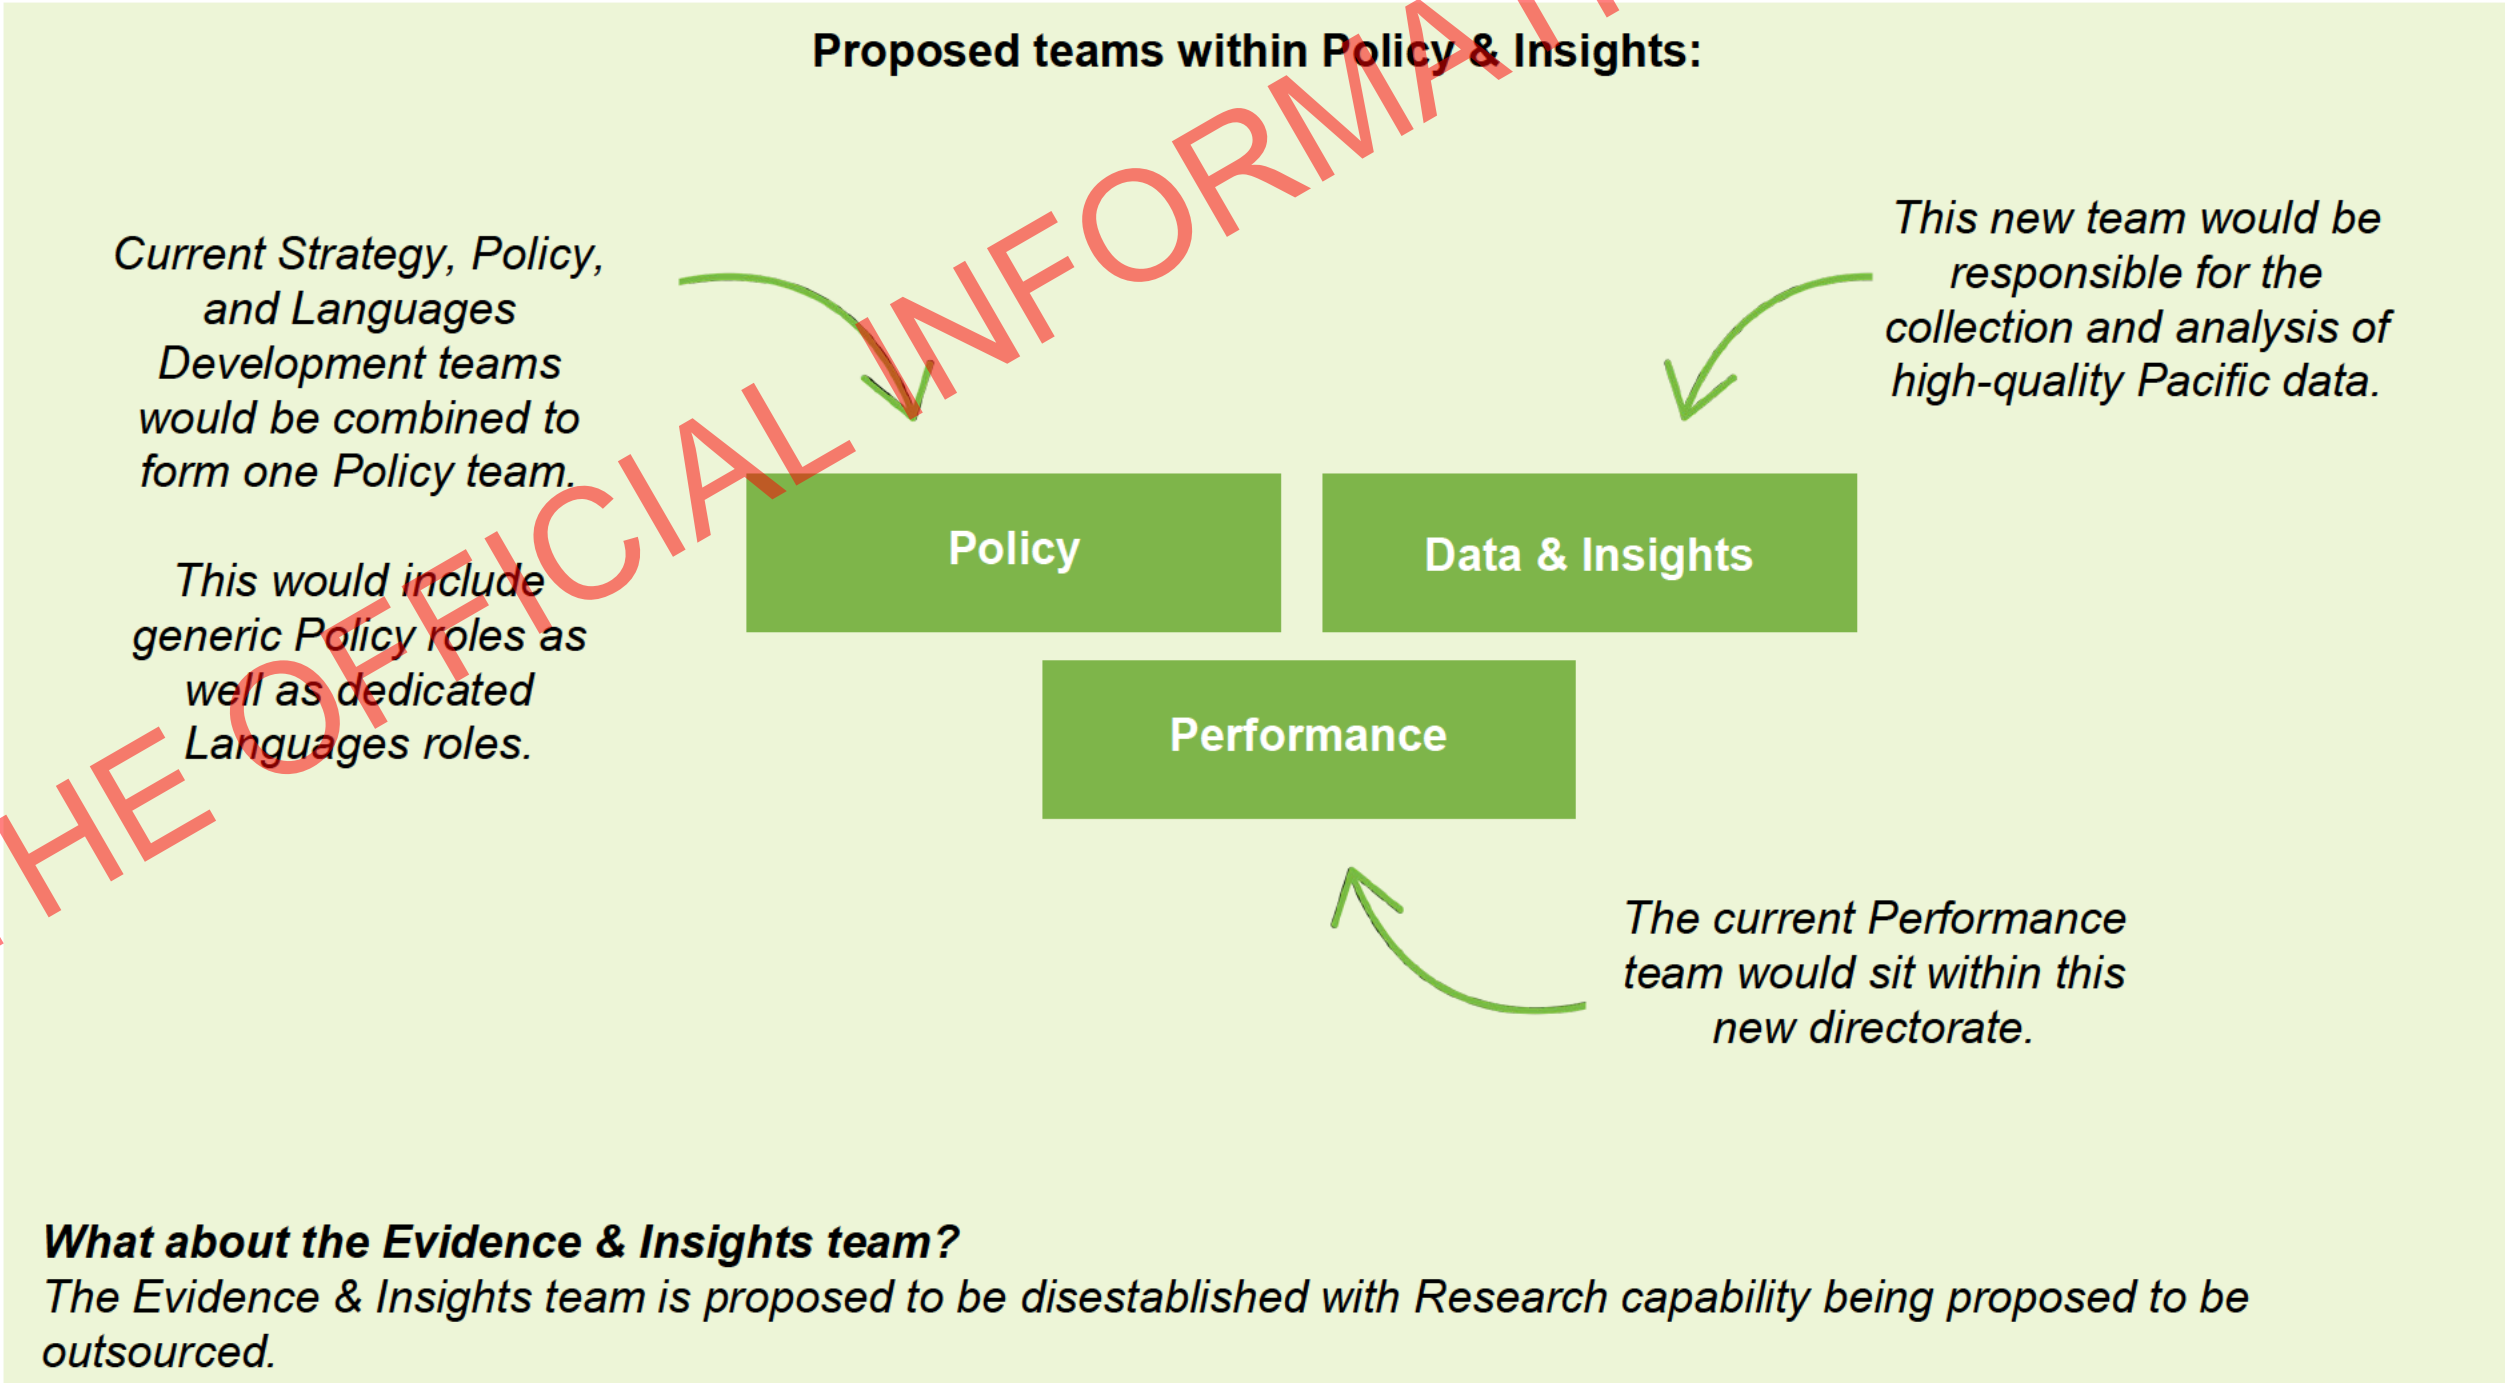 Proposed teams within Policy & Insights:
Current Strategy, Policy,
and Languages
Development teams
would be combined to
form one Policy team.
This would include
generic Policy roles as
well as dedicated
Languages roles.
This new team would be
responsible for the
collection and analysis of
high-quality Pacific data.
Policy
Data & Insights
Performance
The current Performance
team would sit within this
new directorate.
What about the Evidence & Insights team?
The Evidence & Insights team is proposed to be disestablished with Research capability being proposed to be
outsourced.
OFFICIAL